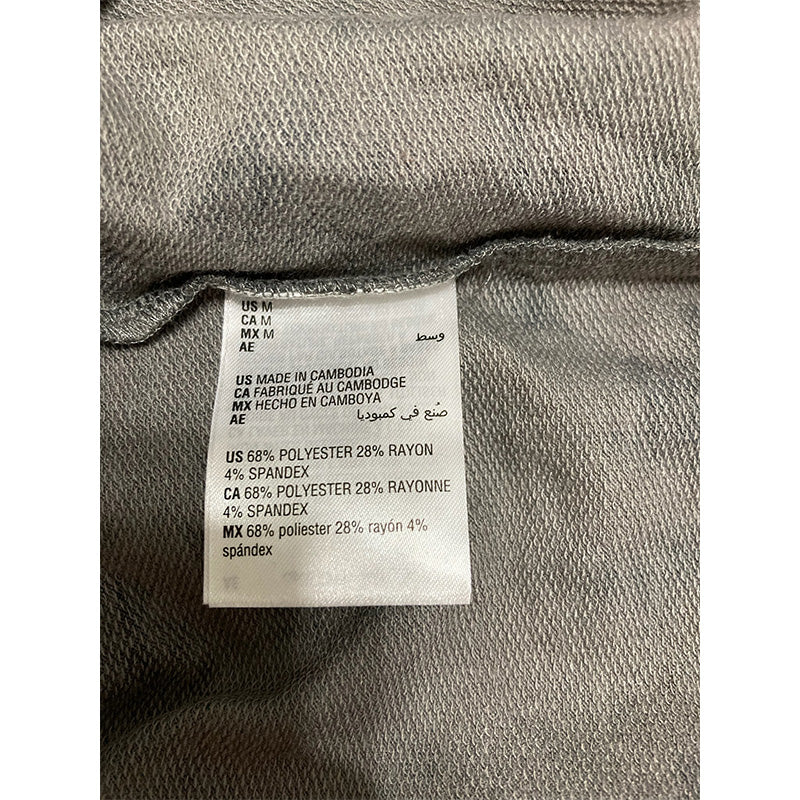 US M
CA M
MX M
AE وسط
US MADE IN CAMBODIA
CA FABRIQUÉ AU CAMBODGE
MX HECHO EN CAMBOYA
AE صُنع في كمبوديا
US 68% POLYESTER 28% RAYON
4% SPANDEX
CA 68% POLYESTER 28% RAYONNE
4% SPANDEX
MX 68% poliester 28% rayón 4%
spándex